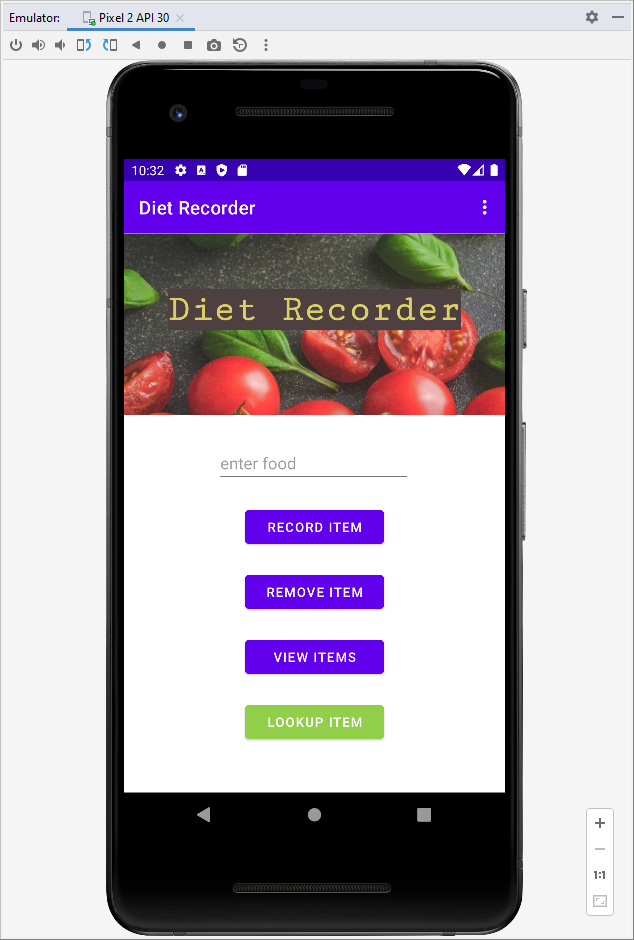 Emulator: Pixel 2 API 30
10:32
Diet Recorder
Diet Recorder
enter food
RECORD ITEM
REMOVE ITEM
VIEW ITEMS
LOOKUP ITEM
1:1